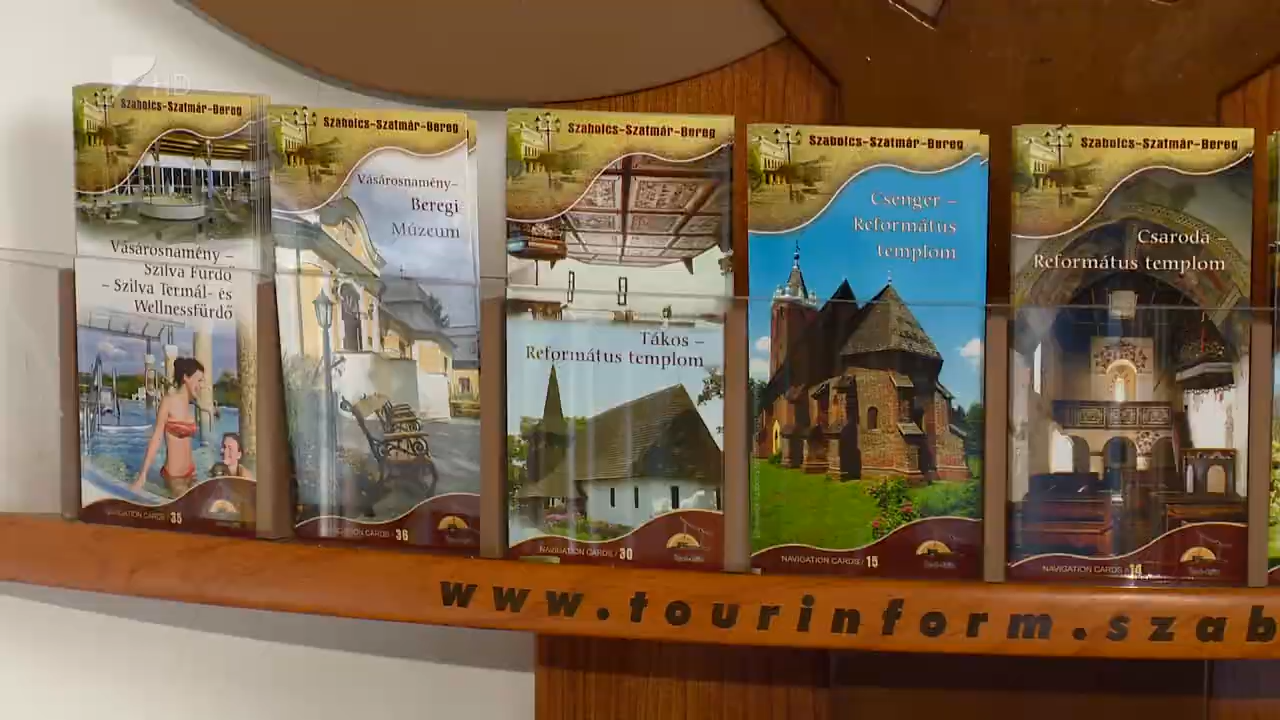 HD
Szabolcs-Szatmár-Bereg
Vásárosnamény –
Szilva Fürdő
– Szilva Termál- és
Wellnessfürdő
NAVIGATION CARDS / 35
Szabolcs-Szatmár-Bereg
Vásárosnamény–
Beregi
Múzeum
NAVIGATION CARDS / 36
Szabolcs-Szatmár-Bereg
Tákos –
Református templom
NAVIGATION CARDS / 30
Szabolcs-Szatmár-Bereg
Csenger –
Református
templom
NAVIGATION CARDS / 15
Szabolcs-Szatmár-Bereg
Csaroda –
Református templom
NAVIGATION CARDS / 14
www.tourinform.szab